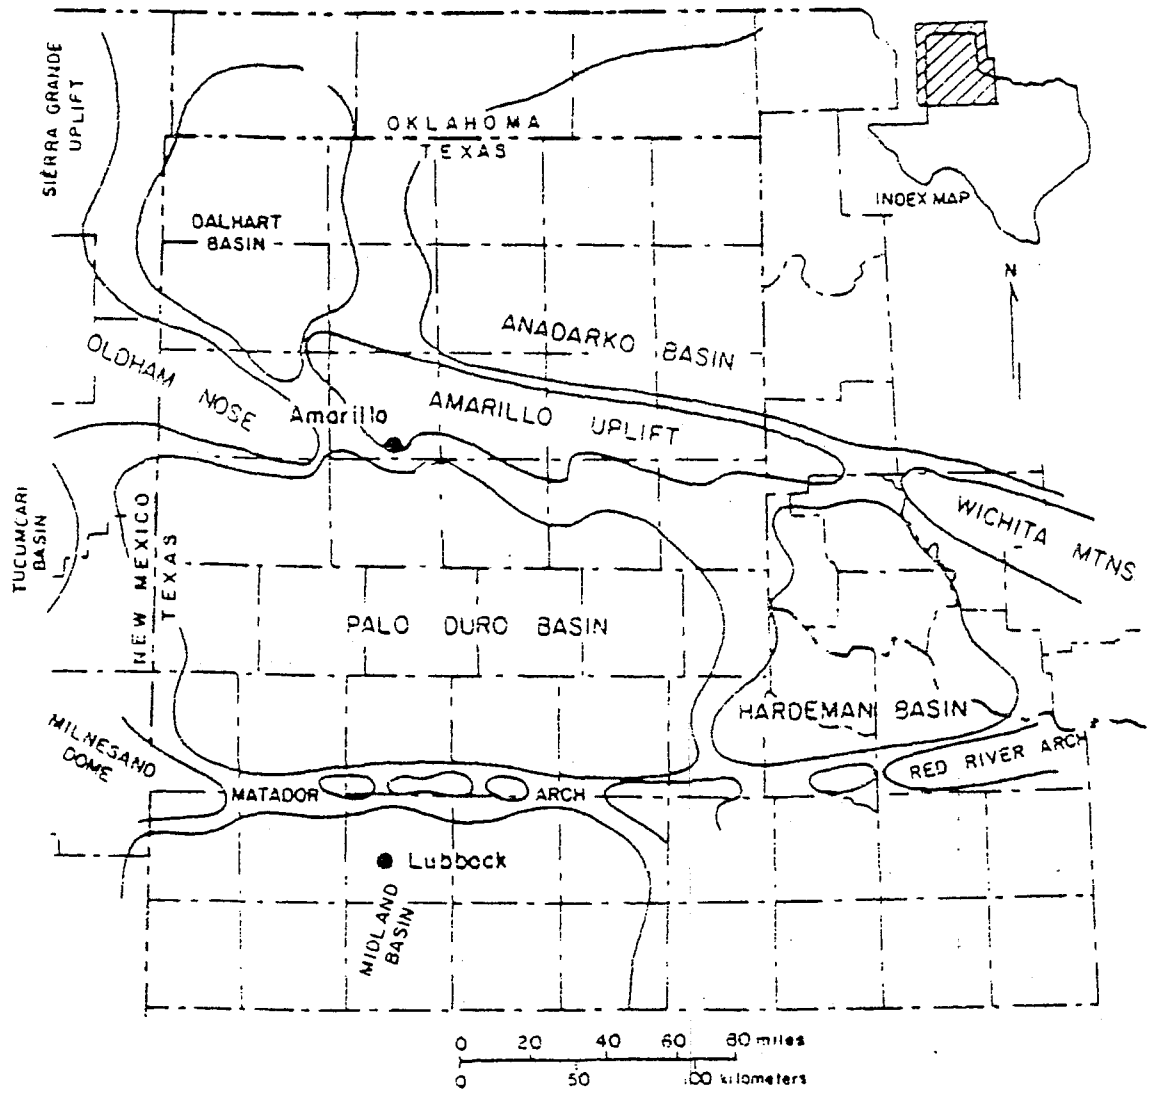 SIERRA GRANDE
UPLIFT
OKLAHOMA
TEXAS
INDEX MAP
DALHART
BASIN
N
ANADARKO BASIN
OLDHAM NOSE
Amarillo
AMARILLO UPLIFT
TUCUMCARI
BASIN
NEW MEXICO
TEXAS
WICHITA MTNS
PALO DURO BASIN
HARDEMAN BASIN
MILNESAND
DOME
RED RIVER ARCH
MATADOR ARCH
Lubbock
MIDLAND
BASIN
0 20 40 60 80 miles
0 50 100 kilometers